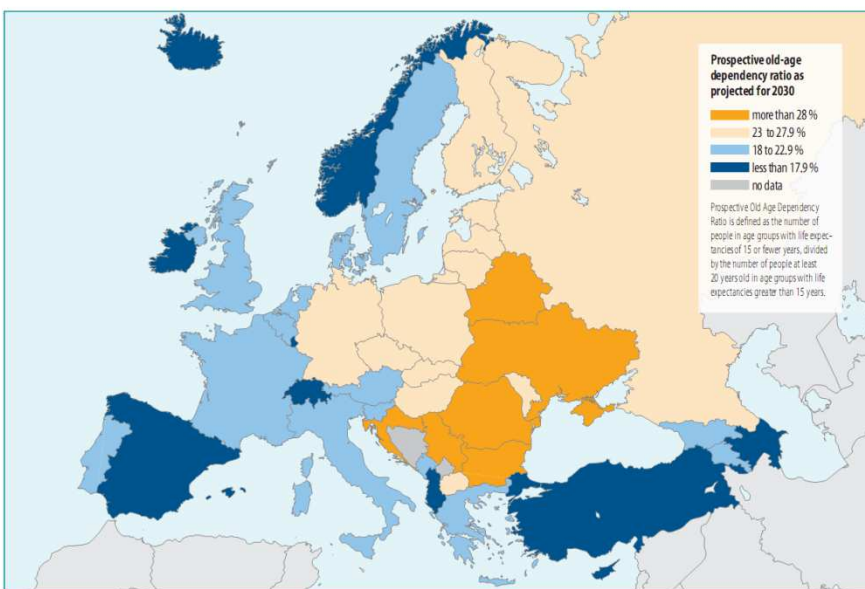 Prospective old-age
dependency ratio as
projected for 2030
more than 28 %
23 to 27.9 %
18 to 22.9 %
less than 17.9 %
no data
Prospective Old Age Dependency
Ratio is defined as the number of
people in age groups with life expec-
tancies of 15 or fewer years, divided
by the number of people at least
20 years old in age groups with life
expectancies greater than 15 years.